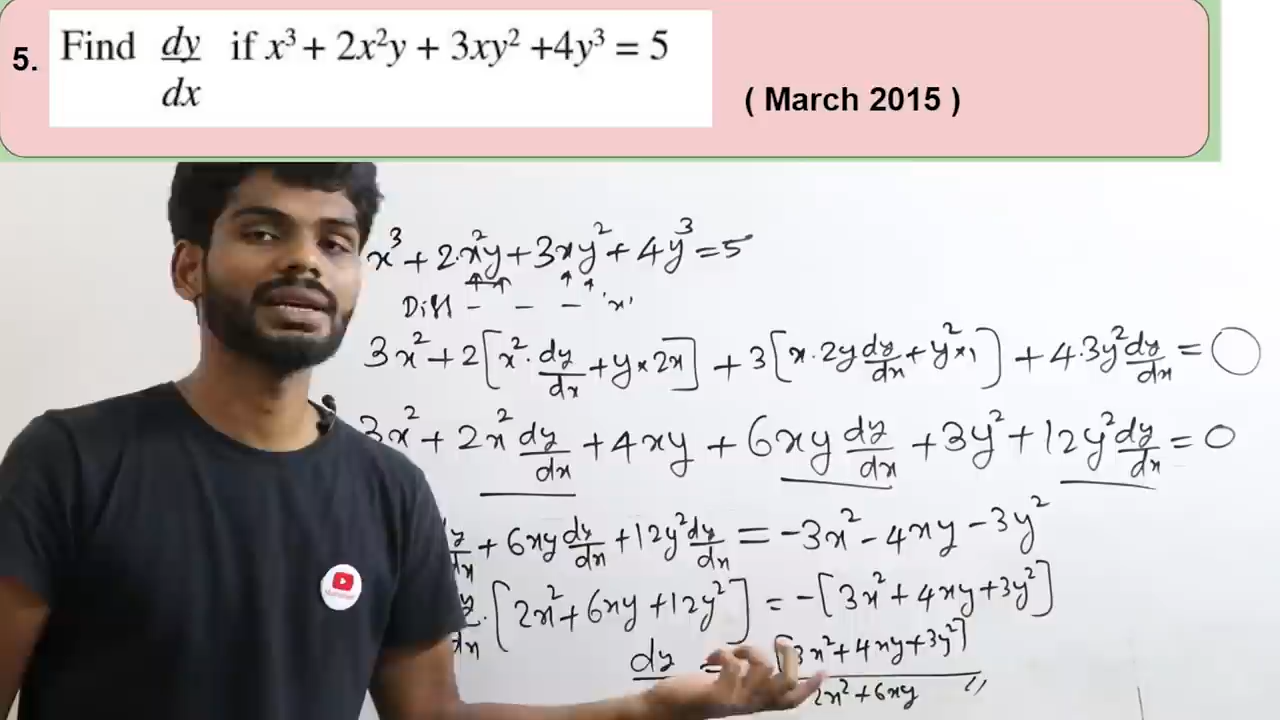 5. Find dy/dx if x³ + 2x²y + 3xy² +4y³ = 5
( March 2015 )
x³ + 2.x²y + 3xy² + 4y³ = 5
Diff - - - 'x'
3x² + 2[x². dy/dx + y × 2x] + 3[x. 2y dy/dx + y² × 1] + 4.3y² dy/dx = 0
3x² + 2x² dy/dx + 4xy + 6xy dy/dx + 3y² + 12y² dy/dx = 0
+ 6xy dy/dx + 12y² dy/dx = -3x² - 4xy - 3y²
. [2x² + 6xy + 12y²] = -[3x² + 4xy + 3y²]
dy = [3x² + 4xy + 3y²]
2x² + 6xy